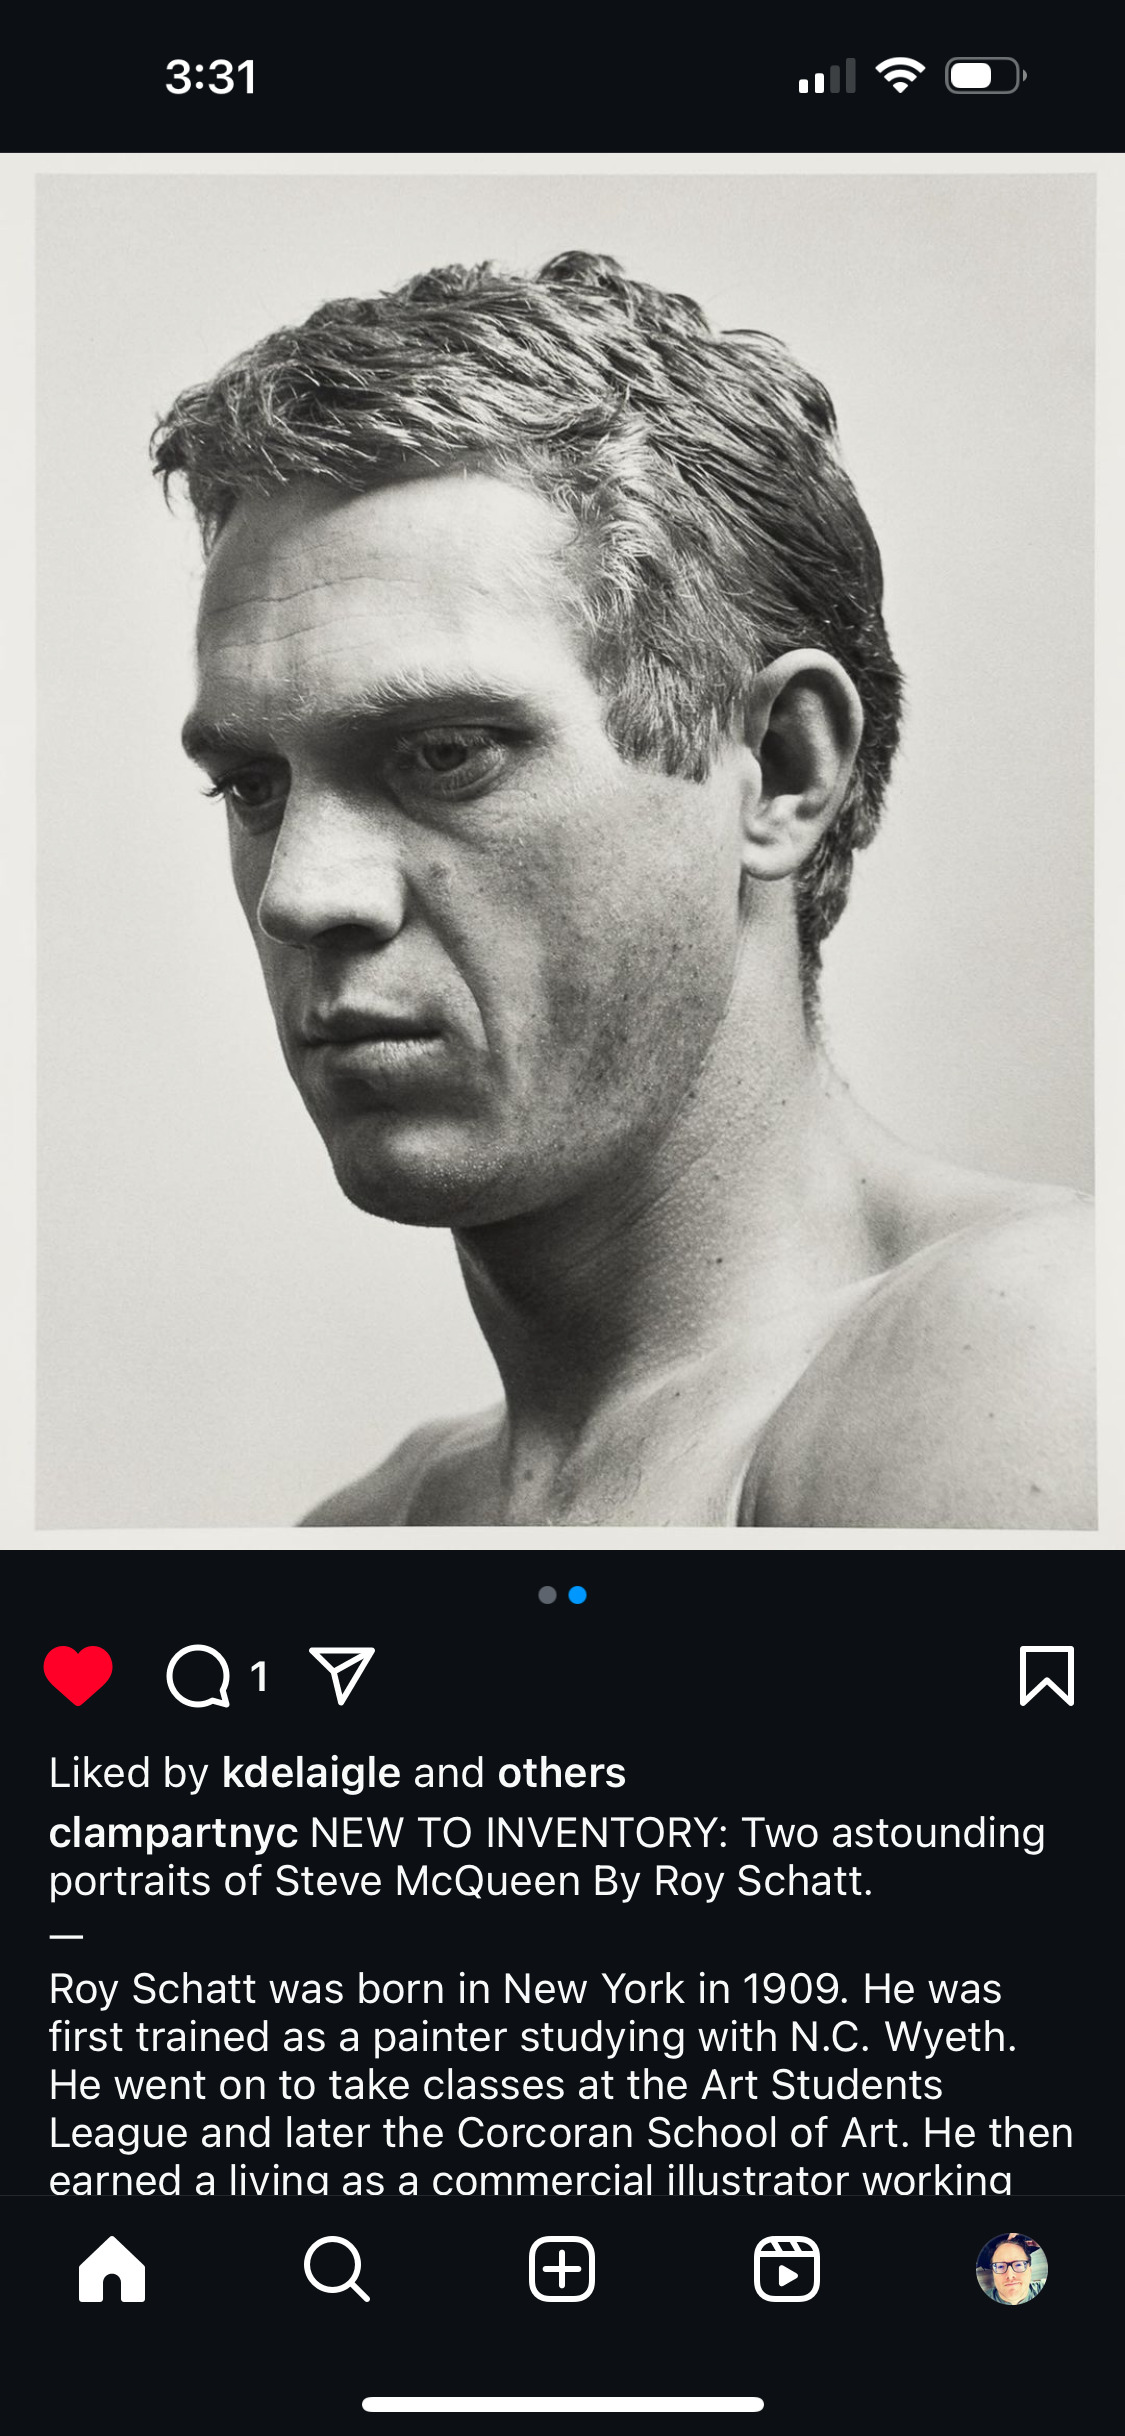 3:31
1
Liked by kdelaigle and others
clampartnyc NEW TO INVENTORY: Two astounding
portraits of Steve McQueen By Roy Schatt.
—
Roy Schatt was born in New York in 1909. He was
first trained as a painter studying with N.C. Wyeth.
He went on to take classes at the Art Students
League and later the Corcoran School of Art. He then
earned a living as a commercial illustrator working